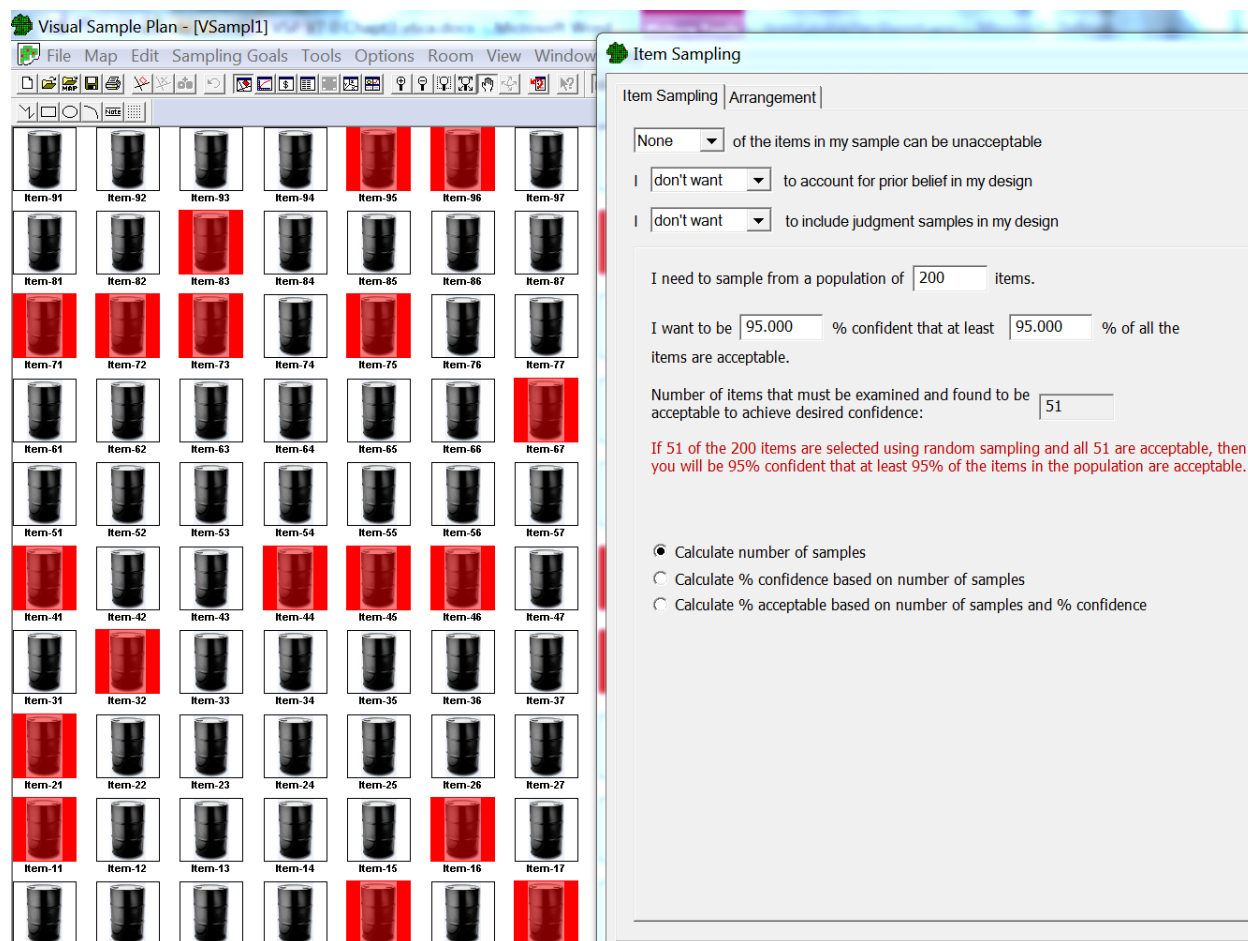 Visual Sample Plan - [VSampl1]
File Map Edit Sampling Goals Tools Options Room View Window
MAP
Note
Item-91 Item-92 Item-93 Item-94 Item-95 Item-96 Item-97
Item-81 Item-82 Item-83 Item-84 Item-85 Item-86 Item-87
Item-71 Item-72 Item-73 Item-74 Item-75 Item-76 Item-77
Item-61 Item-62 Item-63 Item-64 Item-65 Item-66 Item-67
Item-51 Item-52 Item-53 Item-54 Item-55 Item-56 Item-57
Item-41 Item-42 Item-43 Item-44 Item-45 Item-46 Item-47
Item-31 Item-32 Item-33 Item-34 Item-35 Item-36 Item-37
Item-21 Item-22 Item-23 Item-24 Item-25 Item-26 Item-27
Item-11 Item-12 Item-13 Item-14 Item-15 Item-16 Item-17
Item Sampling
Item Sampling Arrangement
None of the items in my sample can be unacceptable
I don't want to account for prior belief in my design
I don't want to include judgment samples in my design
I need to sample from a population of 200 items.
I want to be 95.000 % confident that at least 95.000 % of all the
items are acceptable.
Number of items that must be examined and found to be
acceptable to achieve desired confidence: 51
If 51 of the 200 items are selected using random sampling and all 51 are acceptable, then
you will be 95% confident that at least 95% of the items in the population are acceptable.
Calculate number of samples
Calculate % confidence based on number of samples
Calculate % acceptable based on number of samples and % confidence